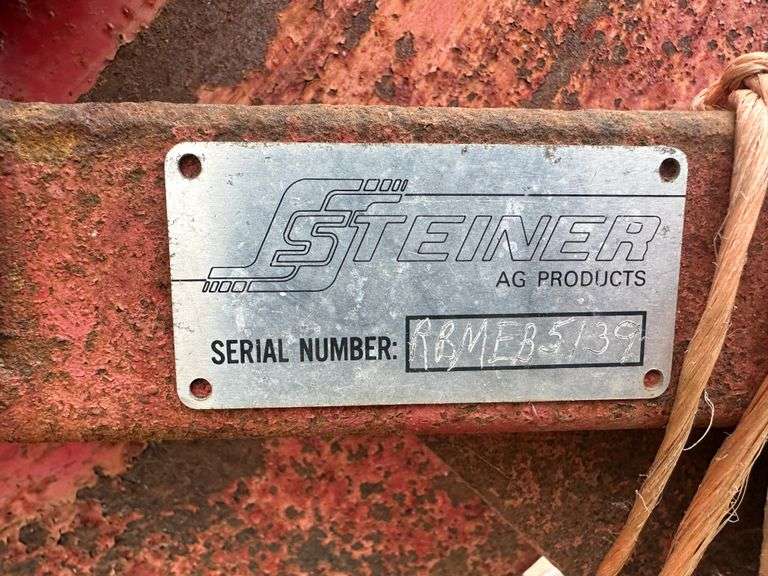 STEINER
AG PRODUCTS
SERIAL NUMBER: RBMEB5139